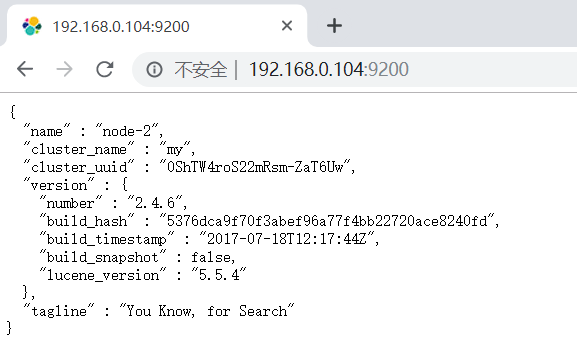 192.168.0.104:9200
不安全 | 192.168.0.104:9200
{
  "name" : "node-2",
  "cluster_name" : "my",
  "cluster_uuid" : "OShTW4roS22mRsm-ZaT6Uw",
  "version" : {
    "number" : "2.4.6",
    "build_hash" : "5376dca9f70f3abef96a77f4bb22720ace8240fd",
    "build_timestamp" : "2017-07-18T12:17:44Z",
    "build_snapshot" : false,
    "lucene_version" : "5.5.4"
  },
  "tagline" : "You Know, for Search"
}